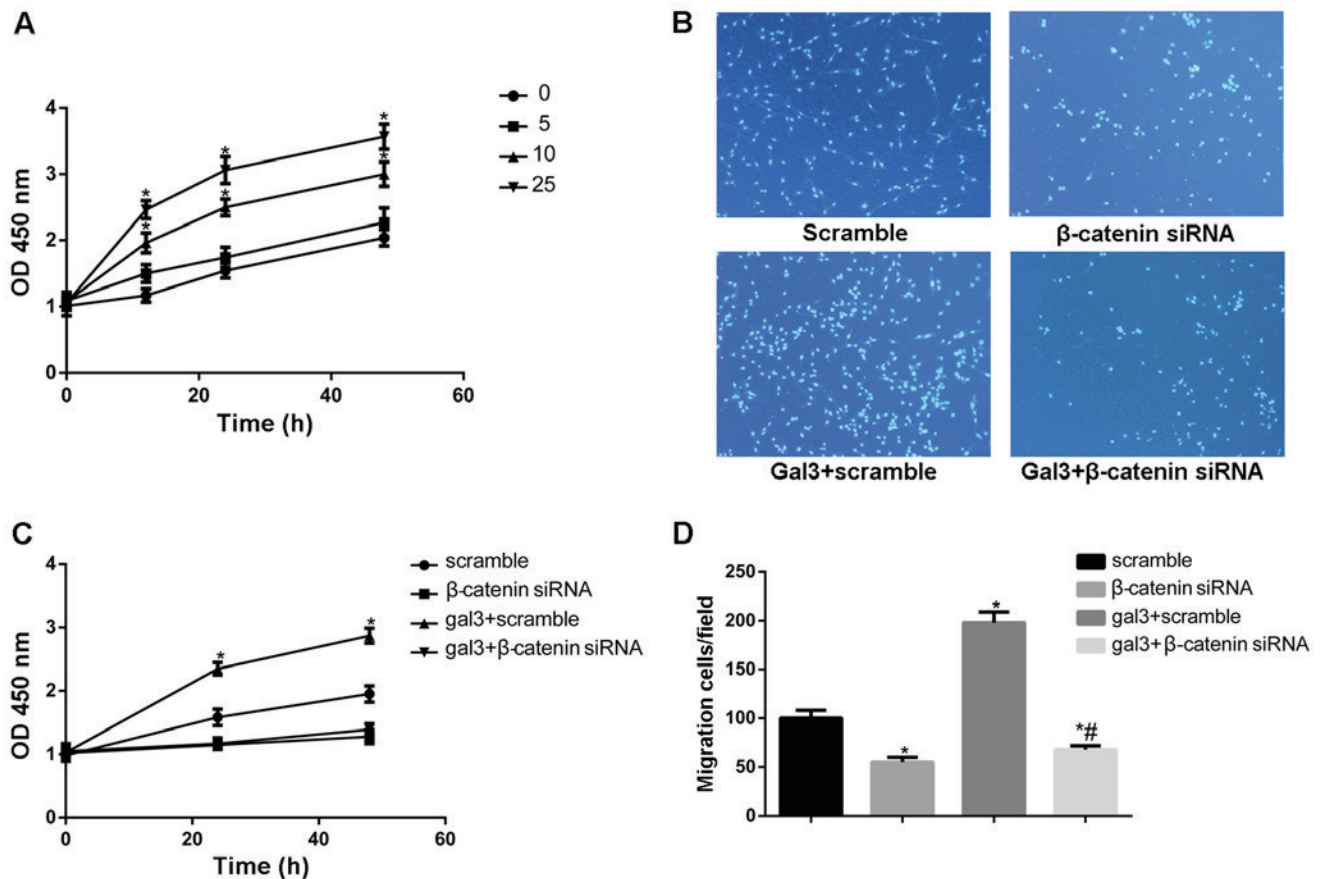 A
OD 450 nm
4
3
2
1
0
0
20
40
60
Time (h)
0
5
10
25
*
*
*
*
*
*
B
Scramble
β-catenin siRNA
Gal3+scramble
Gal3+β-catenin siRNA
C
OD 450 nm
4
3
2
1
0
0
20
40
60
Time (h)
scramble
β-catenin siRNA
gal3+scramble
gal3+β-catenin siRNA
*
*
D
Migration cells/field
250
200
150
100
50
0
*
*
*#
scramble
β-catenin siRNA
gal3+scramble
gal3+β-catenin siRNA